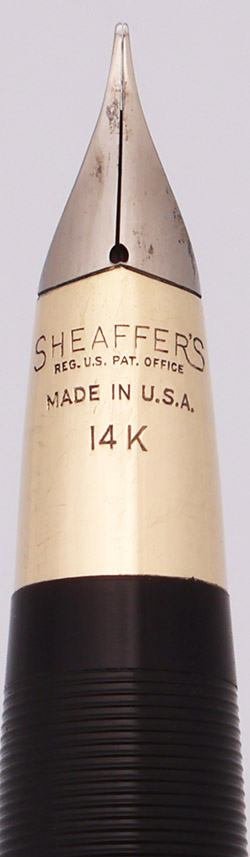 SHEAFFER'S
REG. U.S. PAT. OFFICE
MADE IN U.S.A.
14K